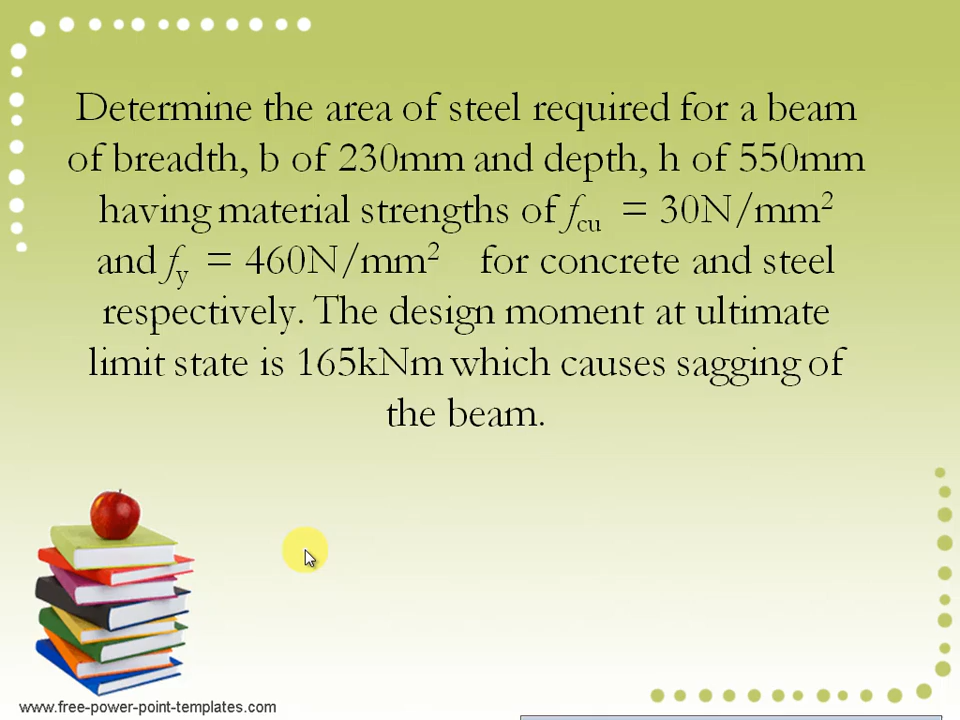 Determine the area of steel required for a beam
of breadth, b of 230mm and depth, h of 550mm
having material strengths of fcu = 30N/mm²
and fy = 460N/mm² for concrete and steel
respectively. The design moment at ultimate
limit state is 165kNm which causes sagging of
the beam.
www.free-power-point-templates.com